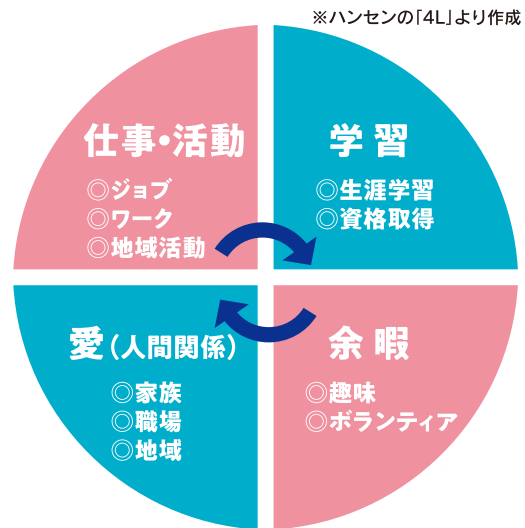 ※ハンセンの「4L」より作成
仕事・活動
◎ジョブ
◎ワーク
◎地域活動
学習
◎生涯学習
◎資格取得
愛（人間関係）
◎家族
◎職場
◎地域
余暇
◎趣味
◎ボランティア